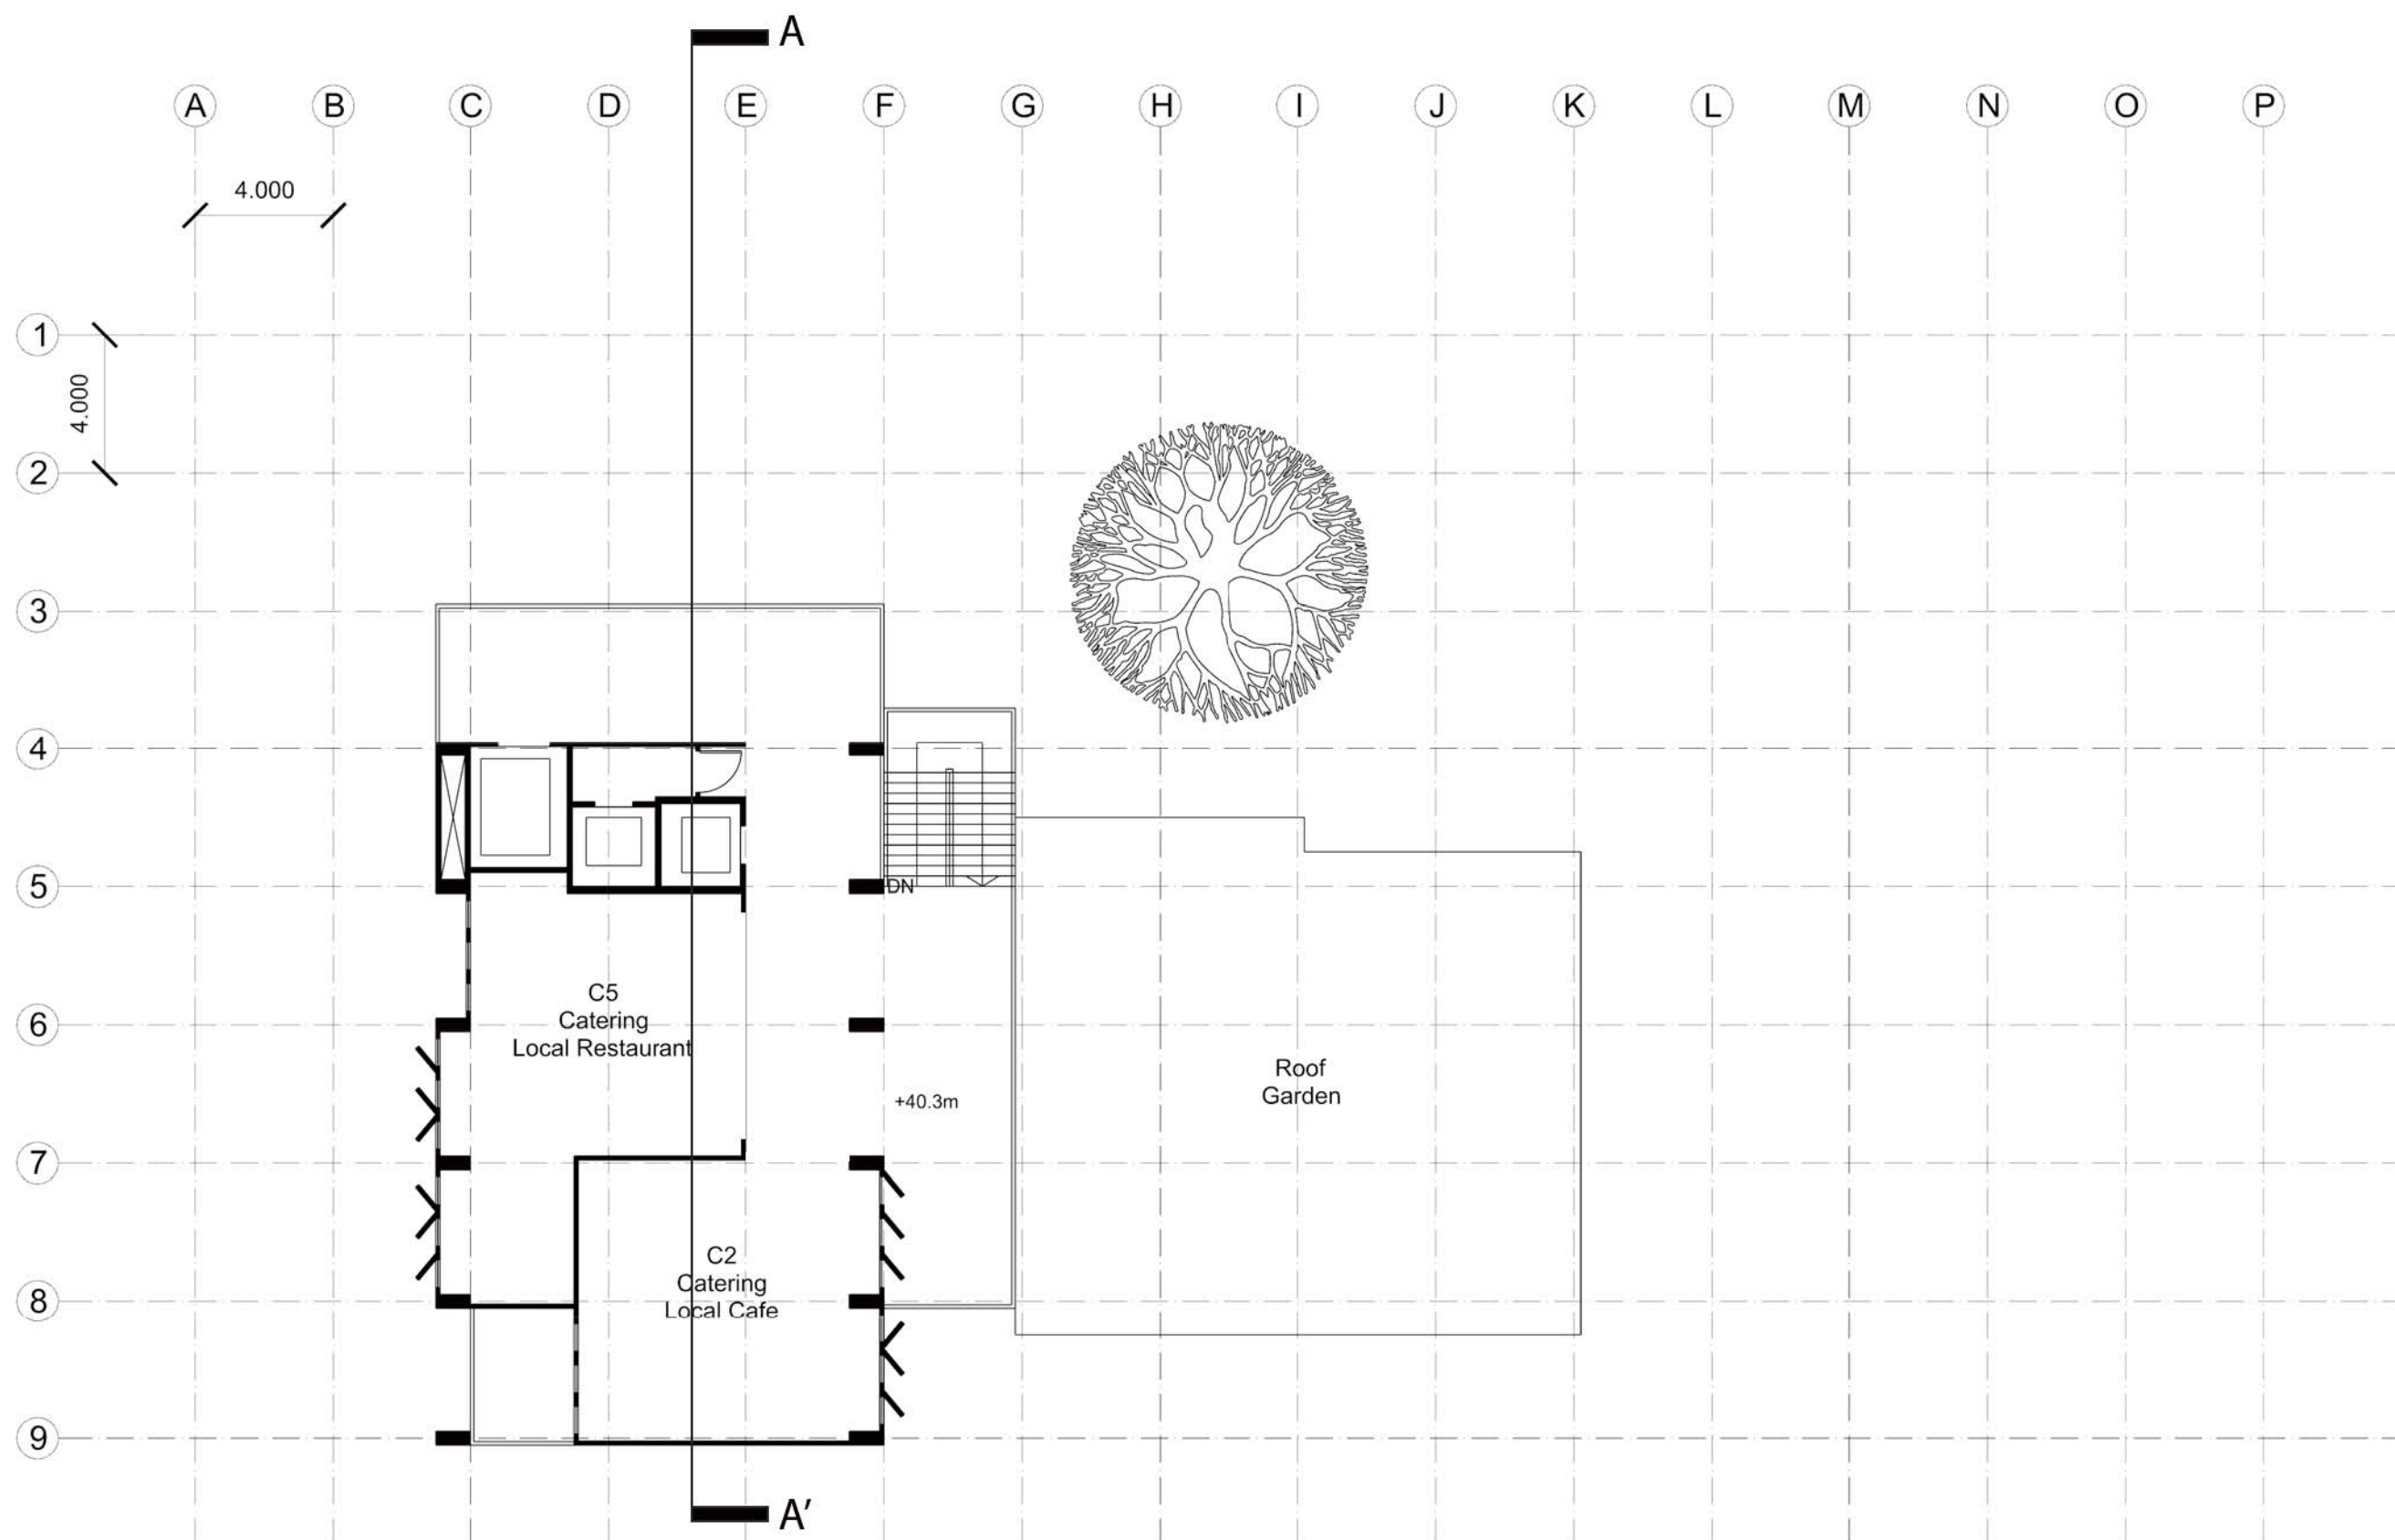 A
A B C D E F G H I J K L M N O P
4.000
1
4.000
2
3
4
5
DN
C5
Catering
Local Restaurant
6
Roof
Garden
+40.3m
7
C2
Catering
Local Cafe
8
9
A'